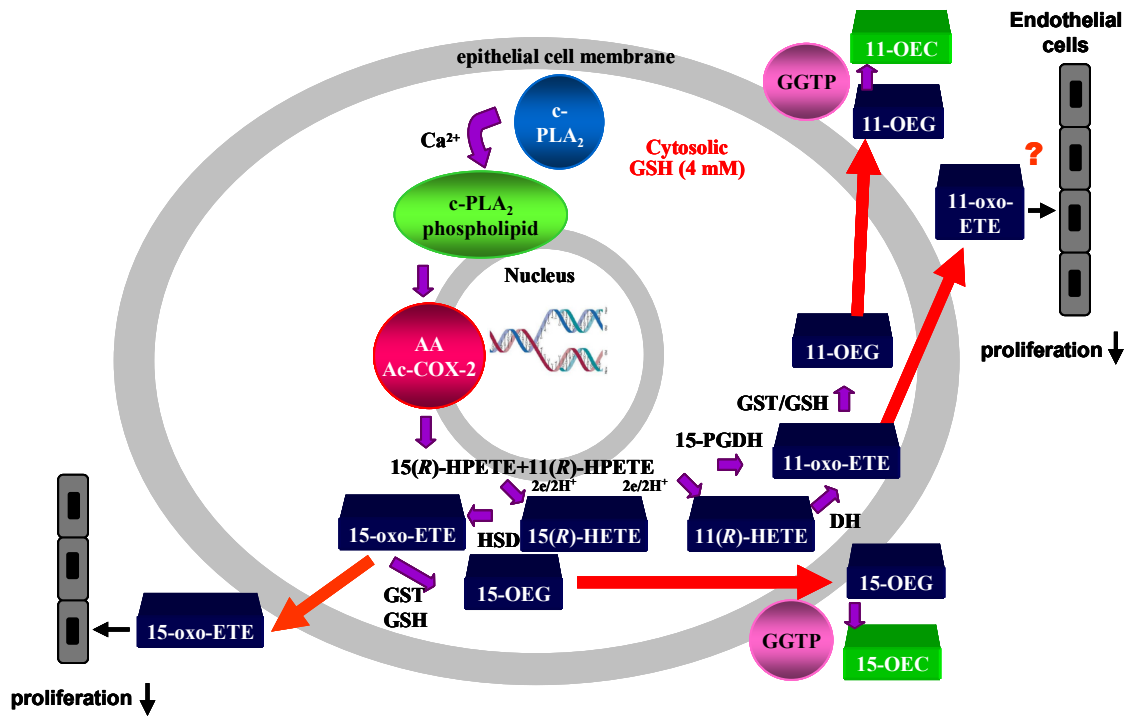 Endothelial
cells
epithelial cell membrane
11-OEC
GGTP
11-OEG
c-
PLA₂
Ca²⁺
Cytosolic
GSH (4 mM)
?
c-PLA₂
phospholipid
11-oxo-
ETE
Nucleus
AA
Ac-COX-2
11-OEG
proliferation
GST/GSH
15-PGDH
11-oxo-ETE
15(R)-HPETE+11(R)-HPETE
2e/2H⁺
2e/2H⁺
15-oxo-ETE
HSD
15(R)-HETE
11(R)-HETE
DH
15-OEG
15-OEG
GST
GSH
15-oxo-ETE
GGTP
15-OEC
proliferation